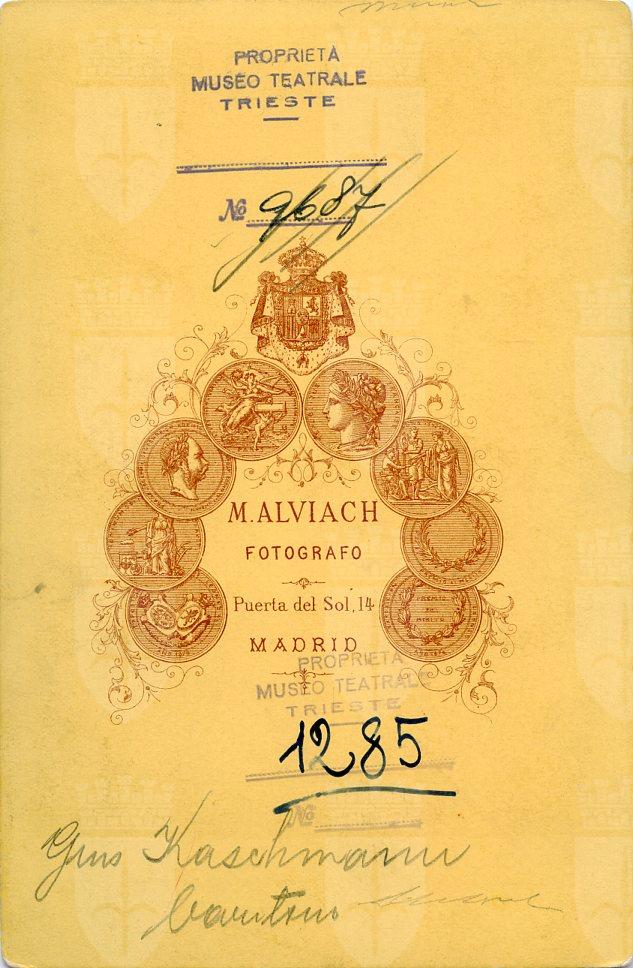 PROPRIETÀ
MUSEO TEATRALE
TRIESTE
No 9687
M. ALVIACH
FOTOGRAFO
Puerta del Sol, 14
MADRID
PROPRIETÀ
MUSEO TEATRALE
TRIESTE
1285
No
Kaschmann